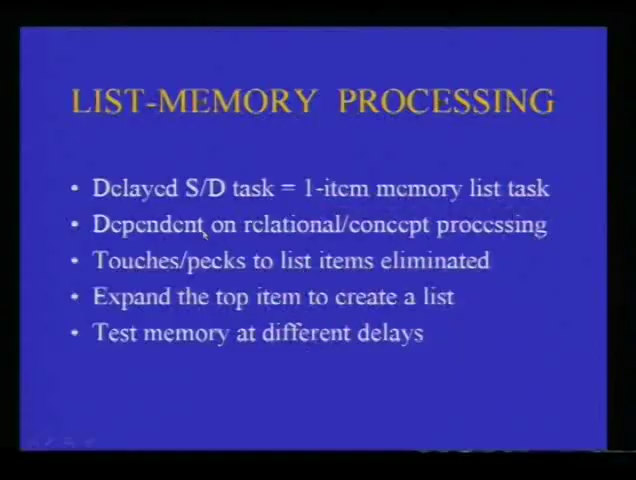 LIST-MEMORY PROCESSING
• Delayed S/D task = 1-item memory list task
• Dependent on relational/concept processing
• Touches/pecks to list items eliminated
• Expand the top item to create a list
• Test memory at different delays